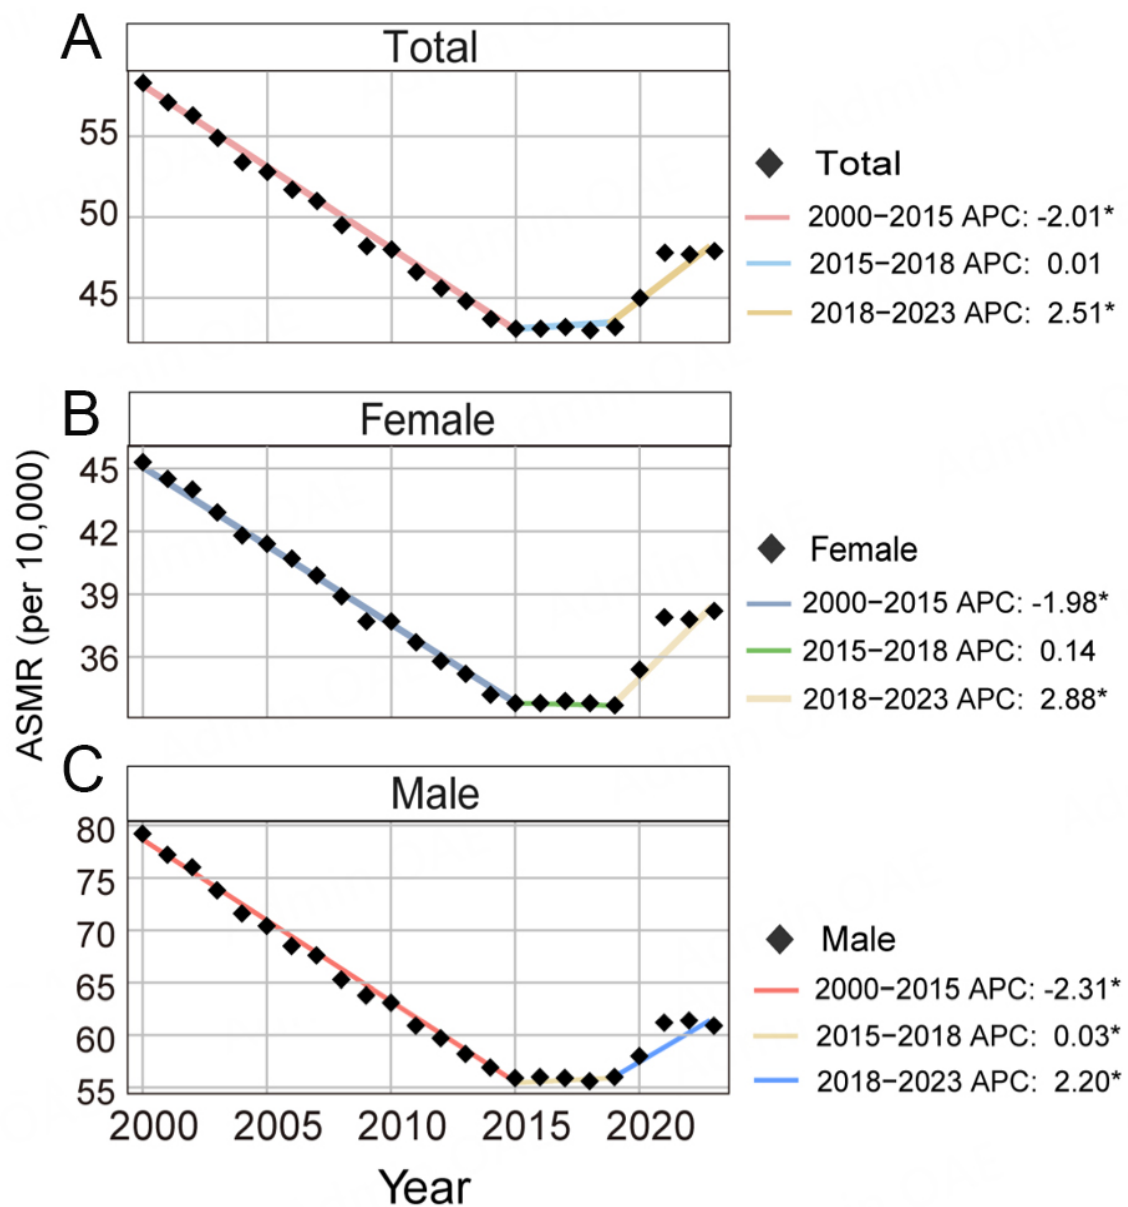 A
Total
55
50
45
Total
2000−2015 APC: -2.01*
2015−2018 APC: 0.01
2018−2023 APC: 2.51*
B
Female
45
42
39
36
Female
2000−2015 APC: -1.98*
2015−2018 APC: 0.14
2018−2023 APC: 2.88*
ASMR (per 10,000)
C
Male
80
75
70
65
60
55
Male
2000−2015 APC: -2.31*
2015−2018 APC: 0.03*
2018−2023 APC: 2.20*
2000 2005 2010 2015 2020
Year
Admin OAE